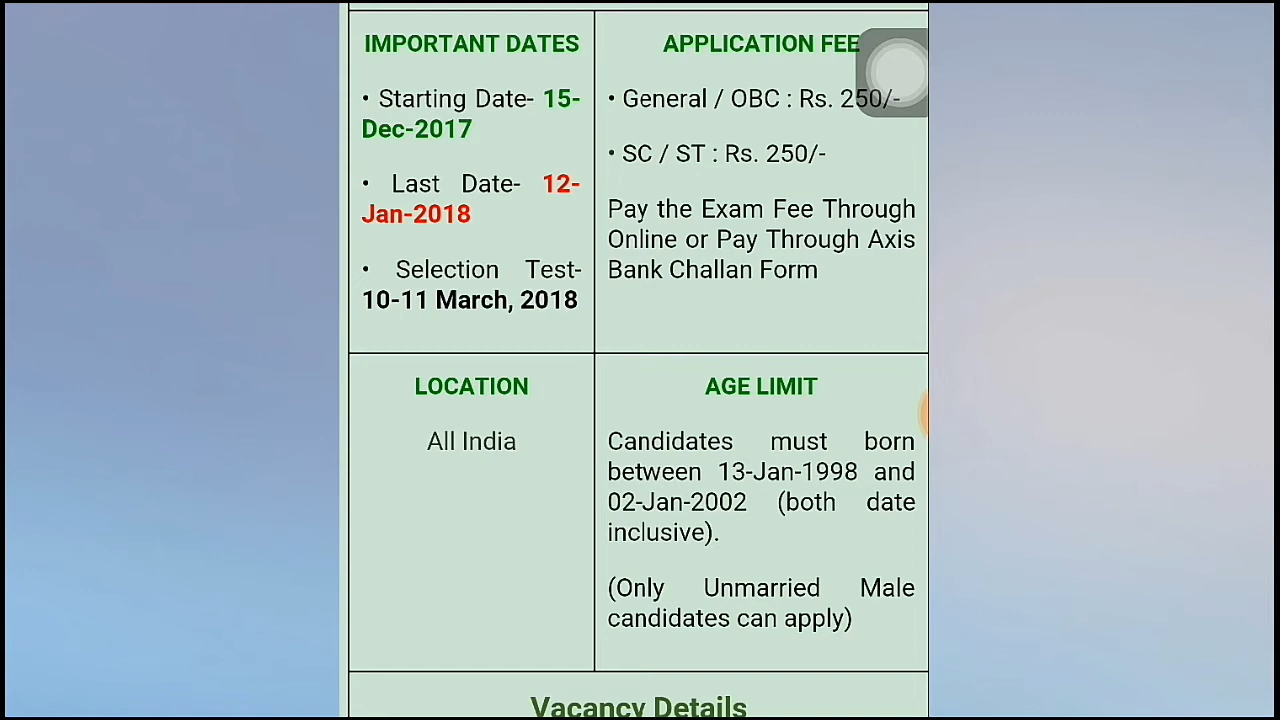 IMPORTANT DATES
• Starting Date- 15-
Dec-2017
• Last Date- 12-
Jan-2018
• Selection Test-
10-11 March, 2018
APPLICATION FEE
• General / OBC : Rs. 250/-
• SC / ST : Rs. 250/-
Pay the Exam Fee Through
Online or Pay Through Axis
Bank Challan Form
LOCATION
All India
AGE LIMIT
Candidates must born
between 13-Jan-1998 and
02-Jan-2002 (both date
inclusive).
(Only Unmarried Male
candidates can apply)
Vacancy Details